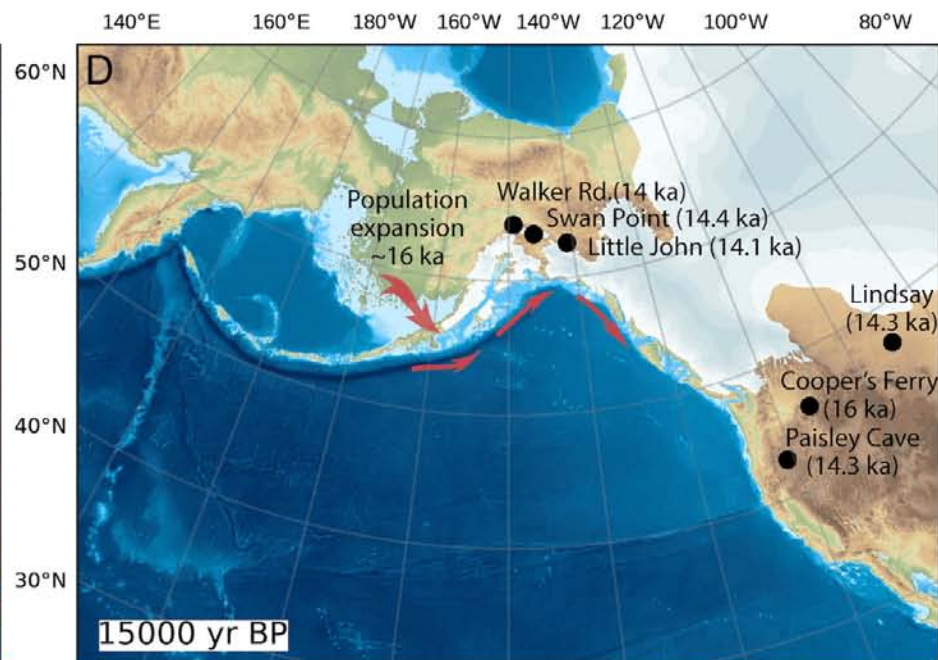 140°E 160°E 180°W 160°W 140°W 120°W 100°W 80°W
60°N
D
Population
expansion
~16 ka
Walker Rd.(14 ka)
Swan Point (14.4 ka)
Little John (14.1 ka)
50°N
Lindsay
(14.3 ka)
Cooper's Ferry
(16 ka)
40°N
Paisley Cave
(14.3 ka)
30°N
15000 yr BP